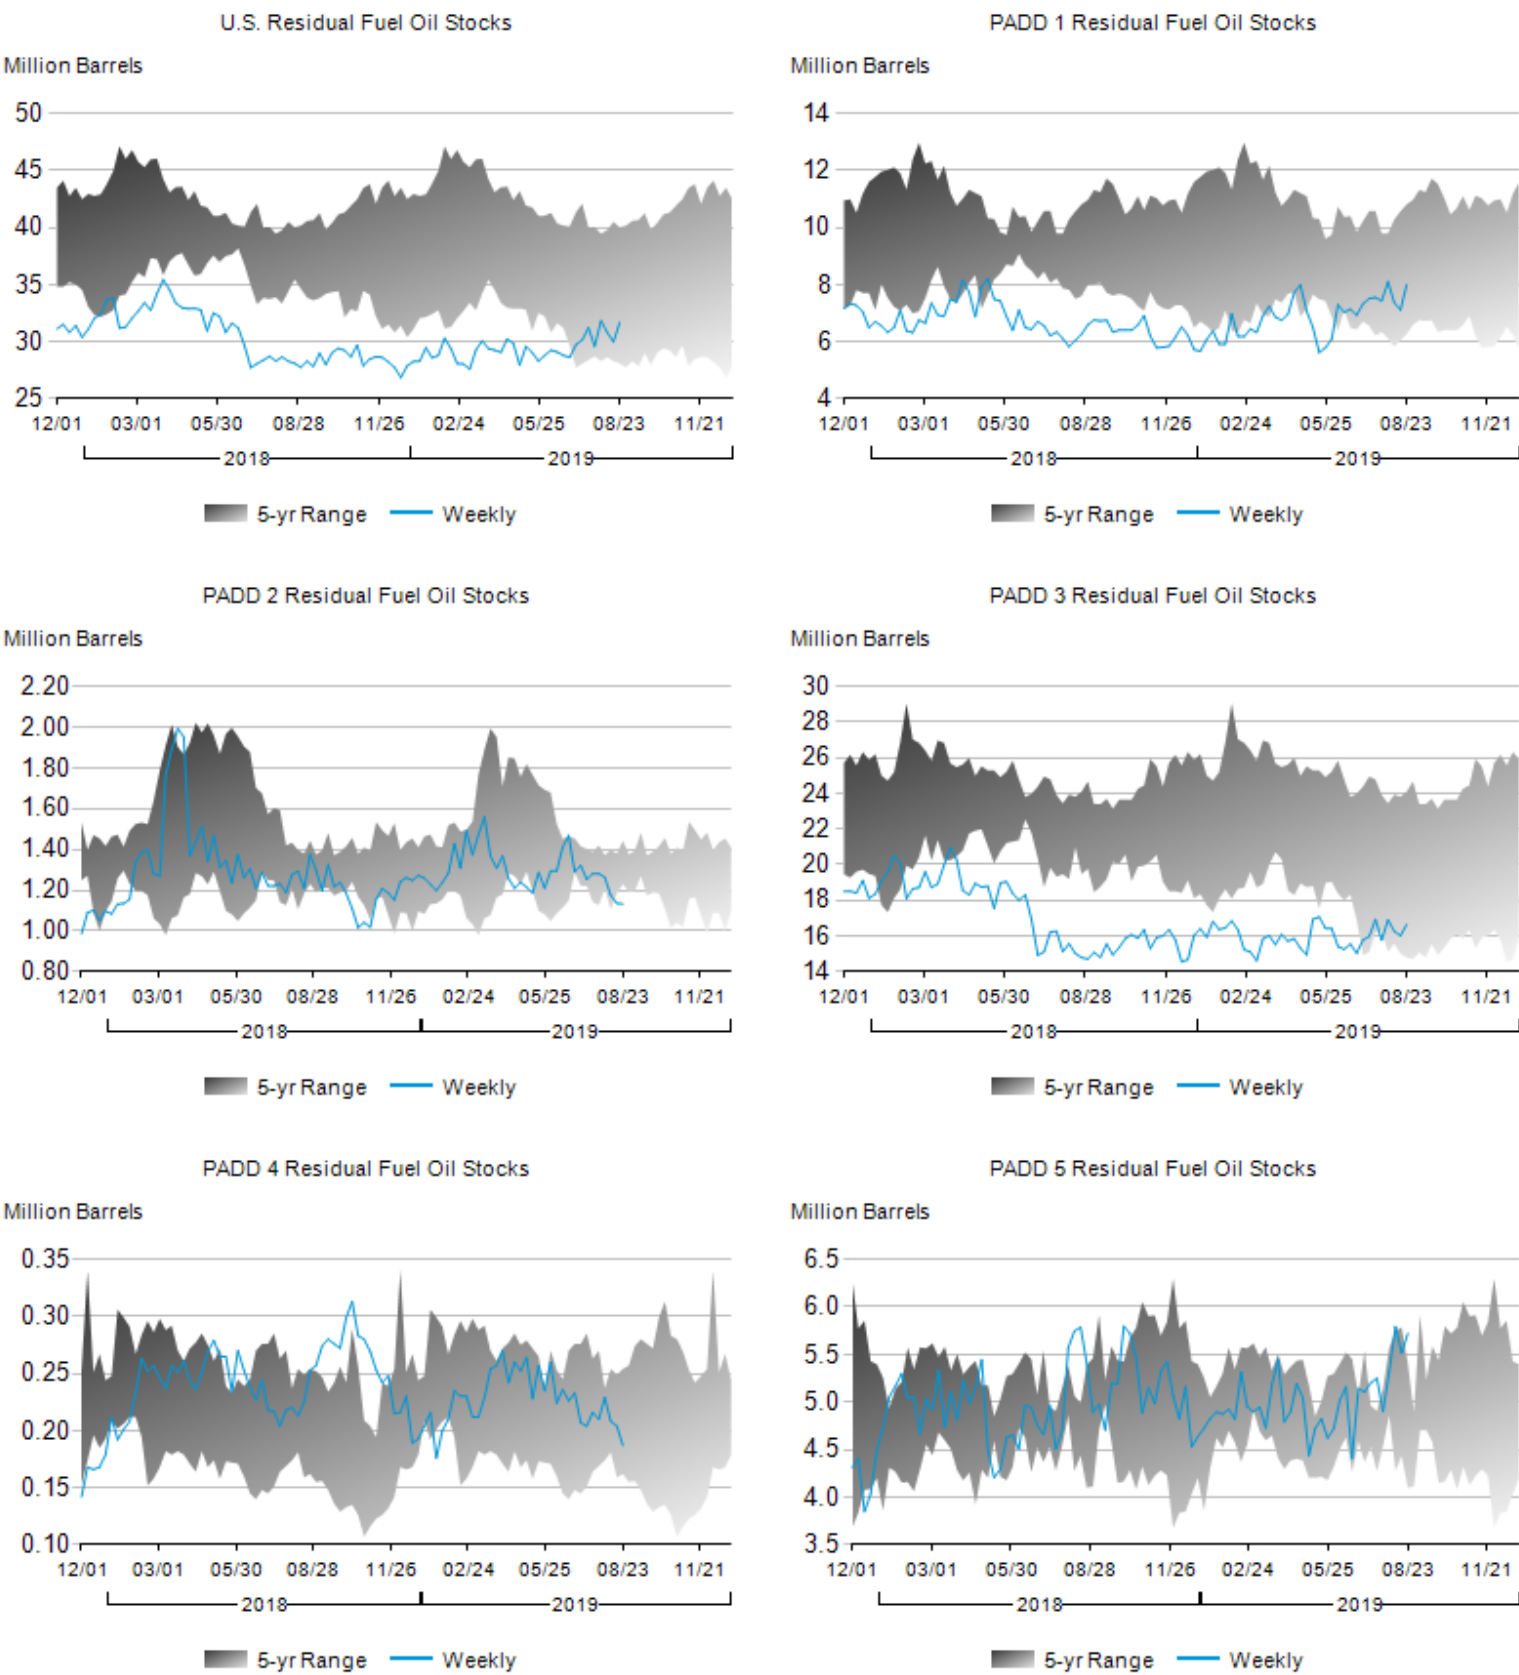 U.S. Residual Fuel Oil Stocks
Million Barrels
50
45
40
35
30
25
12/01 03/01 05/30 08/28 11/26 02/24 05/25 08/23 11/21
2018 2019
5-yr Range Weekly
PADD 1 Residual Fuel Oil Stocks
Million Barrels
14
12
10
8
6
4
12/01 03/01 05/30 08/28 11/26 02/24 05/25 08/23 11/21
2018 2019
5-yr Range Weekly
PADD 2 Residual Fuel Oil Stocks
Million Barrels
2.20
2.00
1.80
1.60
1.40
1.20
1.00
0.80
12/01 03/01 05/30 08/28 11/26 02/24 05/25 08/23 11/21
2018 2019
5-yr Range Weekly
PADD 3 Residual Fuel Oil Stocks
Million Barrels
30
28
26
24
22
20
18
16
14
12/01 03/01 05/30 08/28 11/26 02/24 05/25 08/23 11/21
2018 2019
5-yr Range Weekly
PADD 4 Residual Fuel Oil Stocks
Million Barrels
0.35
0.30
0.25
0.20
0.15
0.10
12/01 03/01 05/30 08/28 11/26 02/24 05/25 08/23 11/21
2018 2019
5-yr Range Weekly
PADD 5 Residual Fuel Oil Stocks
Million Barrels
6.5
6.0
5.5
5.0
4.5
4.0
3.5
12/01 03/01 05/30 08/28 11/26 02/24 05/25 08/23 11/21
2018 2019
5-yr Range Weekly